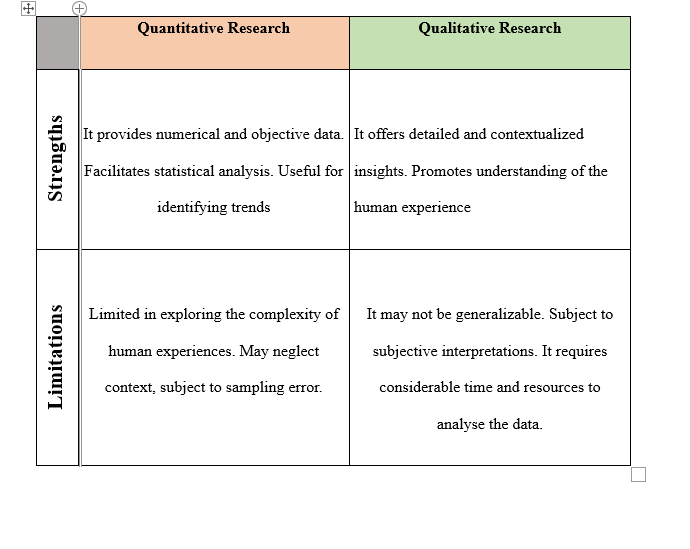 Quantitative Research
Qualitative Research
Strengths
It provides numerical and objective data.
Facilitates statistical analysis. Useful for
identifying trends
It offers detailed and contextualized
insights. Promotes understanding of the
human experience
Limitations
Limited in exploring the complexity of
human experiences. May neglect
context, subject to sampling error.
It may not be generalizable. Subject to
subjective interpretations. It requires
considerable time and resources to
analyse the data.